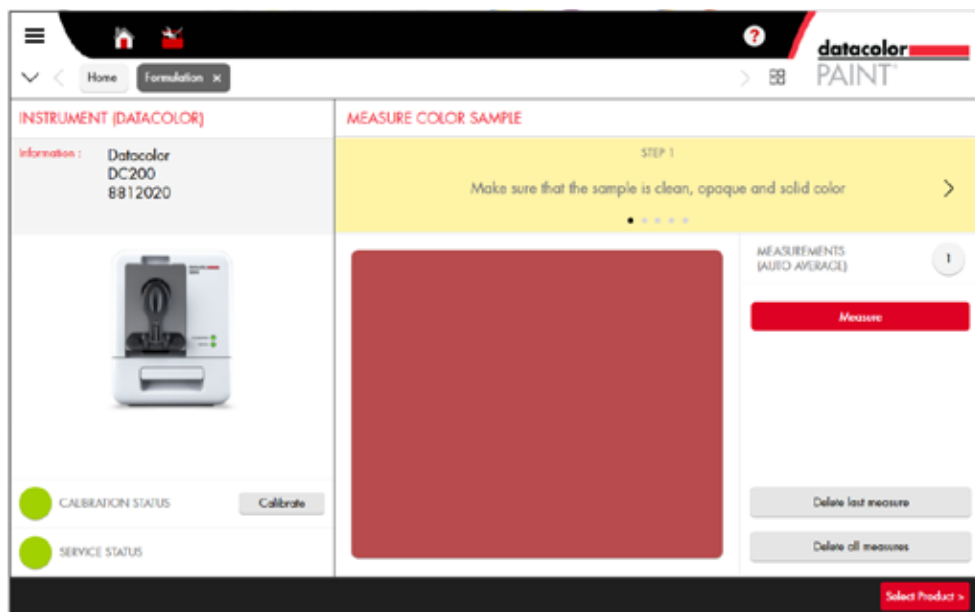 ?
datacolor
PAINT
Home
Formulation ×
INSTRUMENT (DATACOLOR)
MEASURE COLOR SAMPLE
Information :
Datacolor
DC200
8812020
STEP 1
Make sure that the sample is clean, opaque and solid color
MEASUREMENTS
(AUTO AVERAGE)
1
Measure
CALIBRATION STATUS
Calibrate
SERVICE STATUS
Delete last measure
Delete all measures
Select Product >